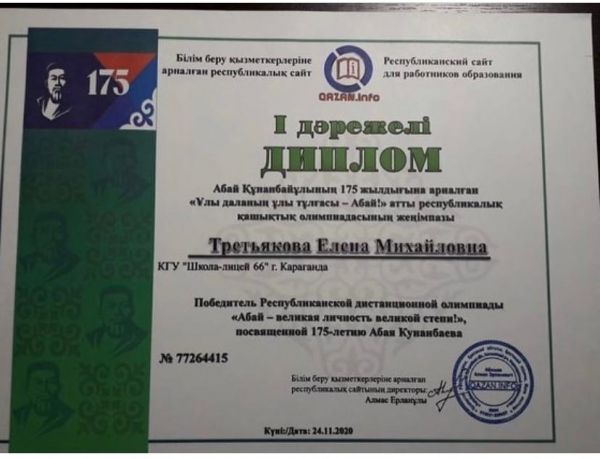 175
Білім беру қызметкерлеріне
арналған республикалық сайт
QAZAN.Info
Республиканский сайт
для работников образования
І дәрежелі
ДИПЛОМ
Абай Құнанбайұлының 175 жылдығына арналған
«Ұлы даланың ұлы тұлғасы – Абай!» атты республикалық
қашықтық олимпиадасының жеңімпазы
Третьякова Елена Михайловна
КГУ "Школа-лицей 66" г. Караганда
Победитель Республиканской дистанционной олимпиады
«Абай – великая личность великой степи!»,
посвященной 175-летию Абая Кунанбаева
№ 77264415
Білім беру қызметкерлеріне арналған
республикалық сайтының директоры:
Алмас Ерланұлы
QAZAN.INFO
Күні:/Дата: 24.11.2020